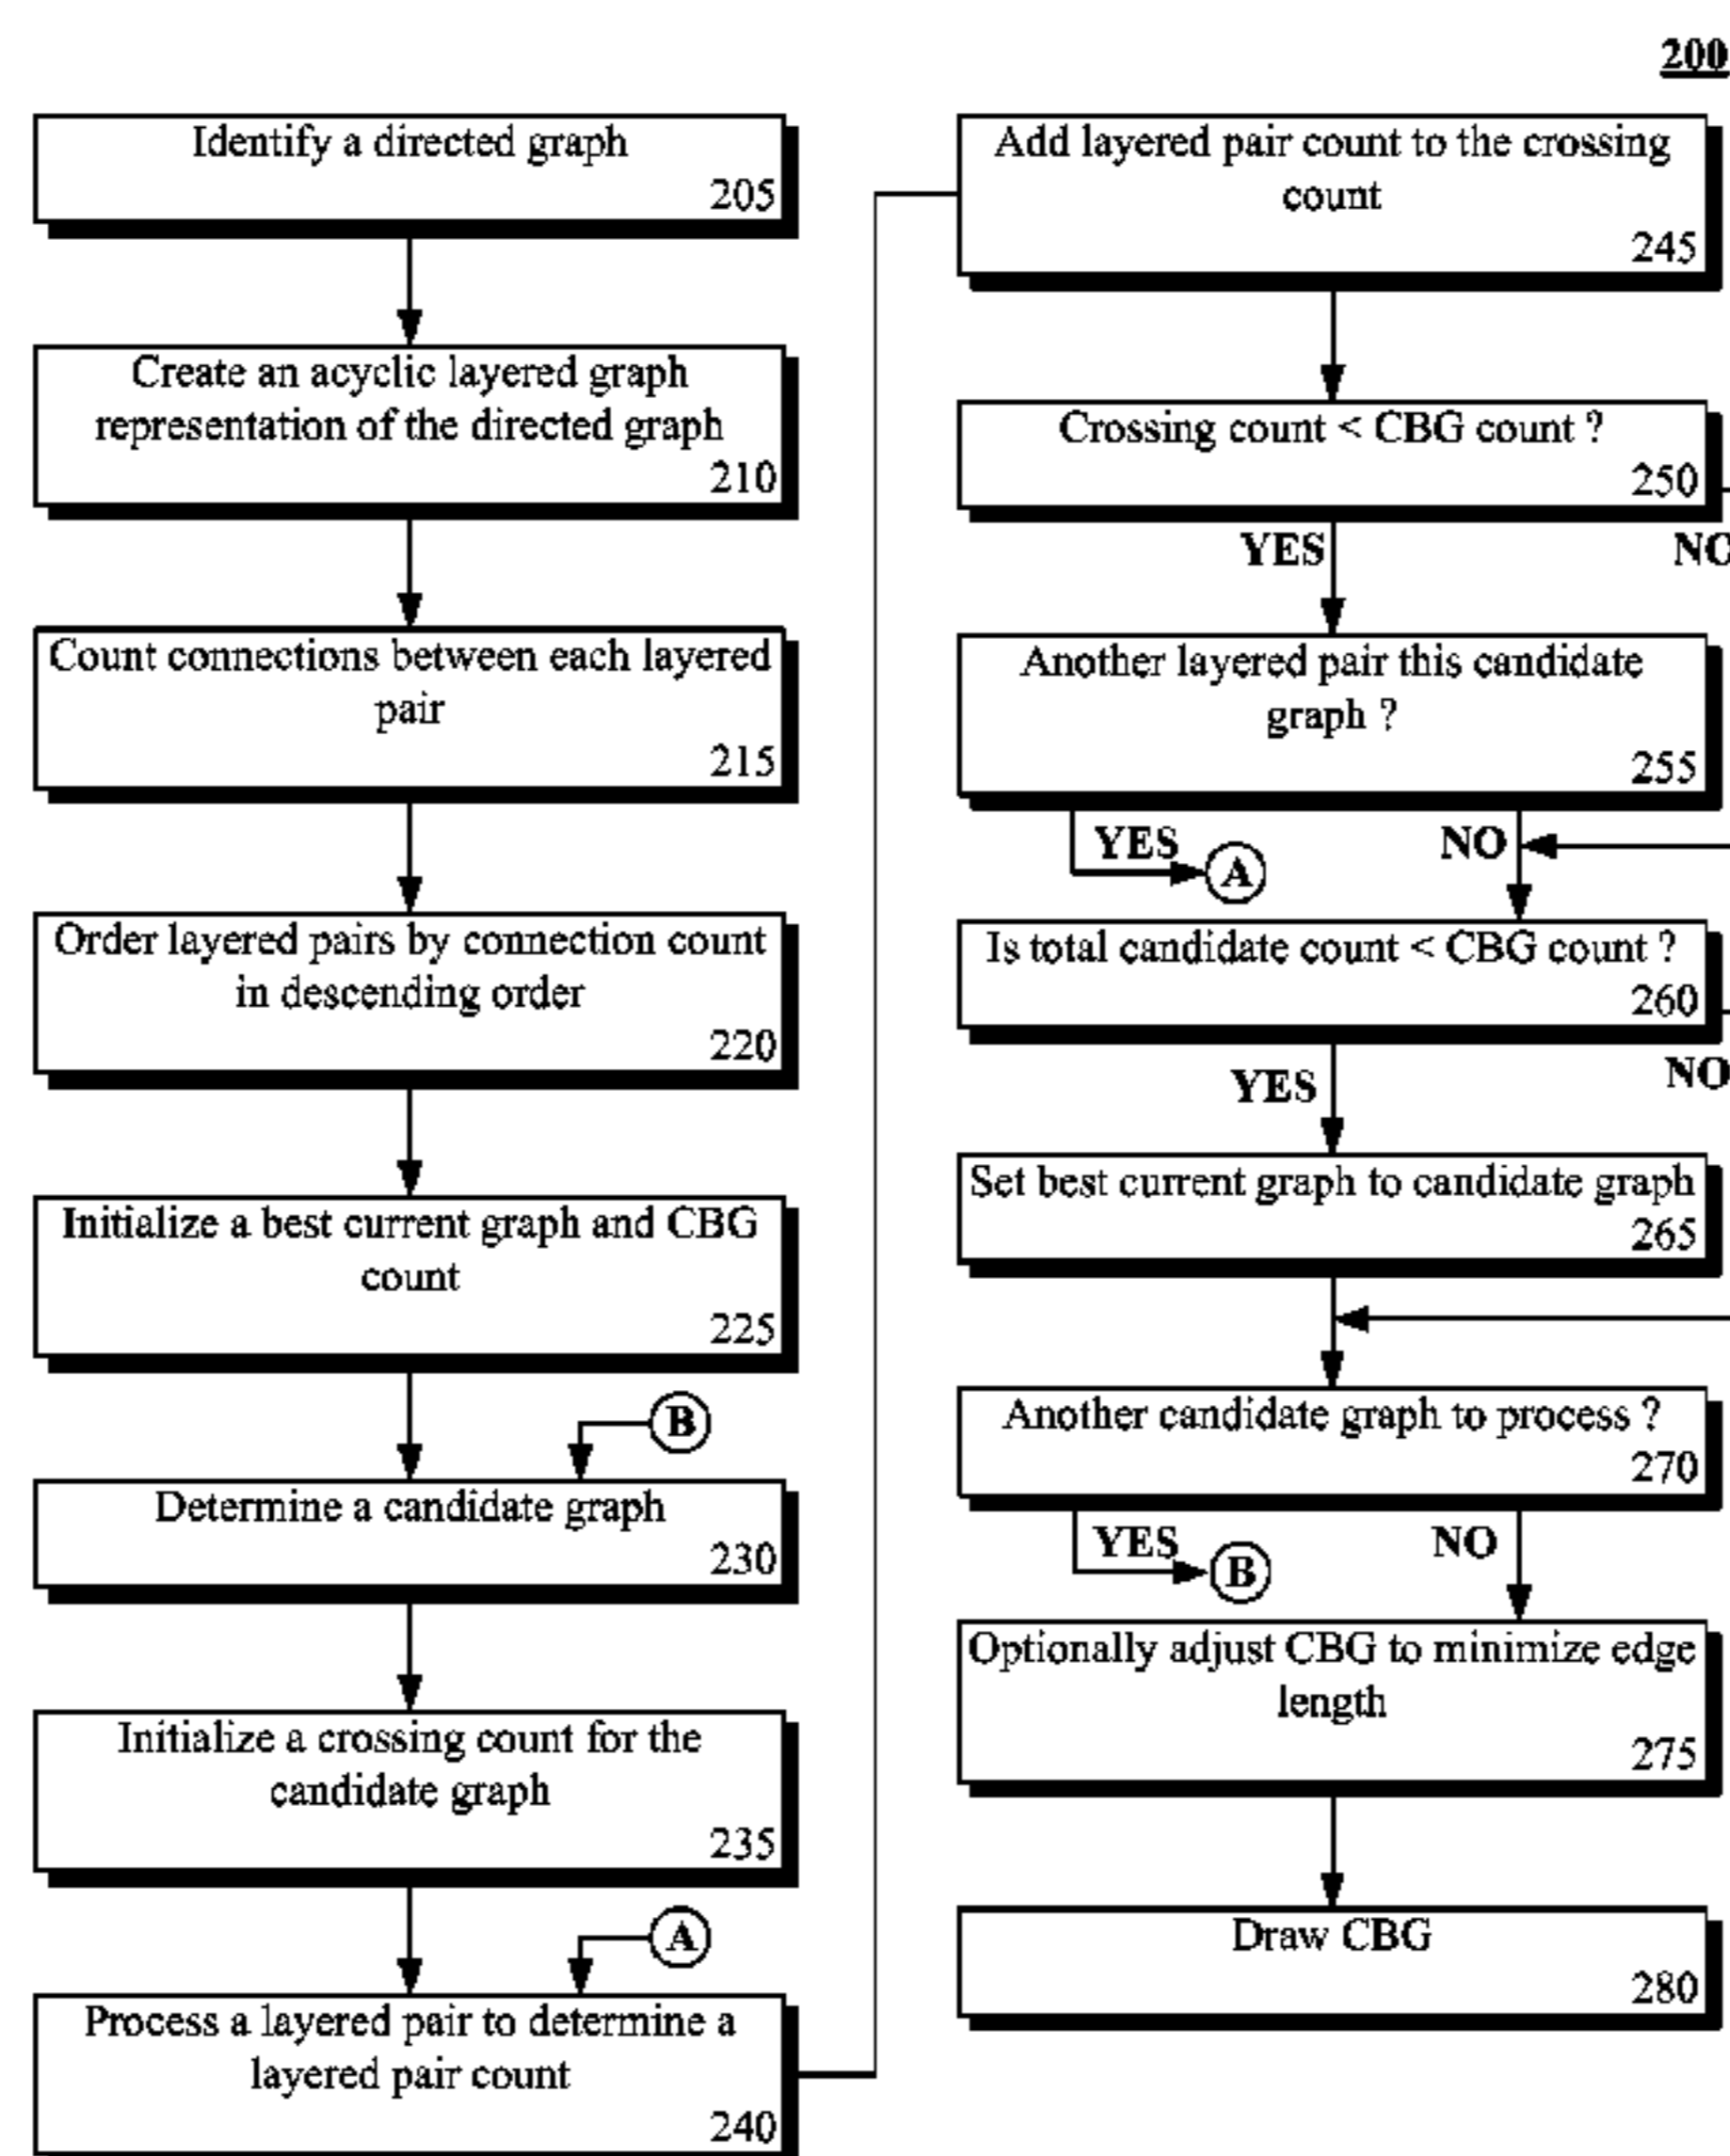 200
Identify a directed graph
205
Create an acyclic layered graph
representation of the directed graph
210
Count connections between each layered
pair
215
Order layered pairs by connection count
in descending order
220
Initialize a best current graph and CBG
count
225
B
Determine a candidate graph
230
Initialize a crossing count for the
candidate graph
235
A
Process a layered pair to determine a
layered pair count
240
Add layered pair count to the crossing
count
245
Crossing count < CBG count ?
250
YES
NO
Another layered pair this candidate
graph ?
255
YES
A
NO
Is total candidate count < CBG count ?
260
YES
NO
Set best current graph to candidate graph
265
Another candidate graph to process ?
270
YES
B
NO
Optionally adjust CBG to minimize edge
length
275
Draw CBG
280